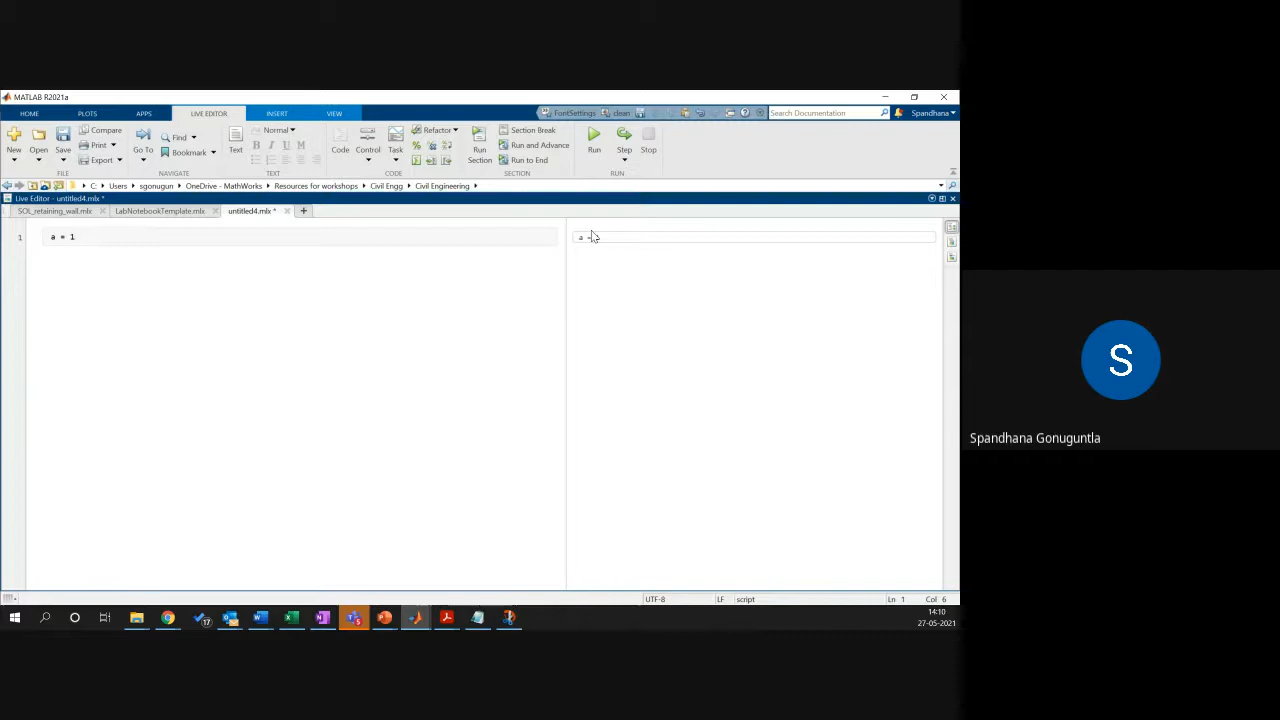 MATLAB R2021a
HOME PLOTS APPS LIVE EDITOR INSERT VIEW FontSettings clean Search Documentation Spandhana
New Open Save Compare Print Export Go To Find Bookmark Text Normal B I U M Code Control Task Refactor Run Section Section Break Run and Advance Run to End Run Step Stop
FILE NAVIGATE TEXT CODE SECTION RUN
C: Users sgonugun OneDrive - MathWorks Resources for workshops Civil Engg Civil Engineering
Live Editor - untitled4.mlx *
SOL_retaining_wall.mlx LabNotebookTemplate.mlx untitled4.mlx * +
1 a = 1 a =
S
Spandhana Gonuguntla
UTF-8 LF script Ln 1 Col 6
17 14:10
27-05-2021